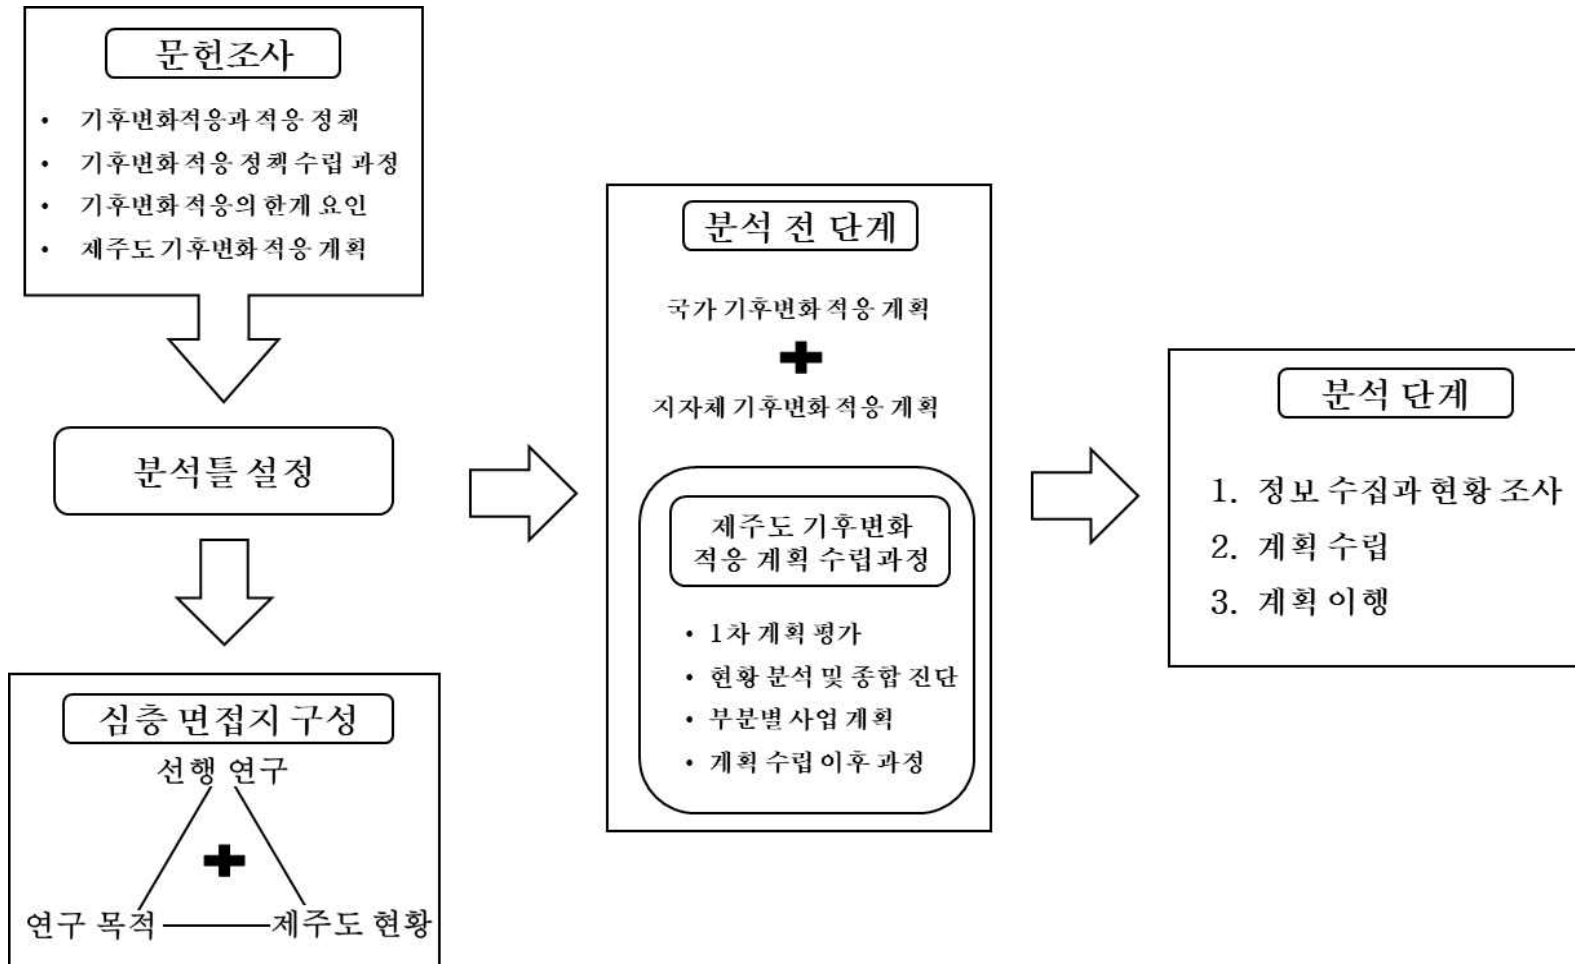 문헌조사
• 기후변화적응과 적응 정책
• 기후변화 적응 정책 수립 과정
• 기후변화 적응의 한계 요인
• 제주도 기후변화 적응 계획
분석틀 설정
심층 면접지 구성
선행 연구
연구 목적
제주도 현황
분석 전 단계
국가 기후변화 적응 계획
지자체 기후변화 적응 계획
제주도 기후변화
적응 계획 수립과정
• 1차 계획 평가
• 현황 분석 및 종합 진단
• 부분별 사업 계획
• 계획 수립 이후 과정
분석 단계
1. 정보 수집과 현황 조사
2. 계획 수립
3. 계획 이행